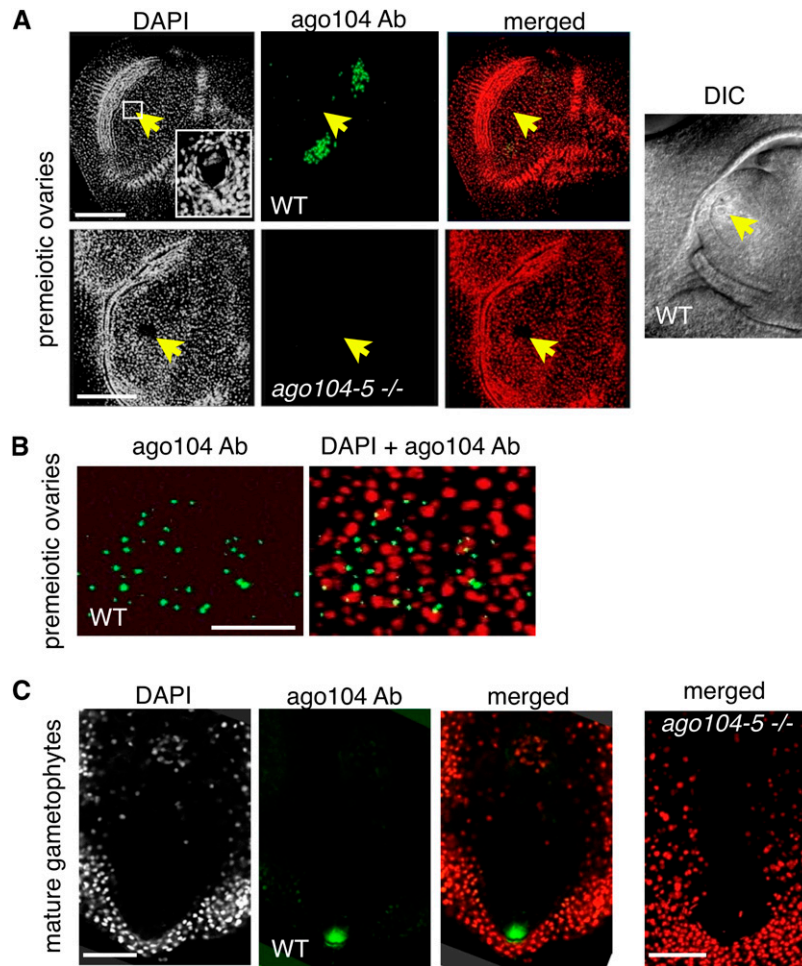 A
DAPI
ago104 Ab
merged
DIC
premeiotic ovaries
WT
WT
ago104-5 -/-
B
ago104 Ab
DAPI + ago104 Ab
premeiotic ovaries
WT
C
DAPI
ago104 Ab
merged
merged
mature gametophytes
ago104-5 -/-
WT